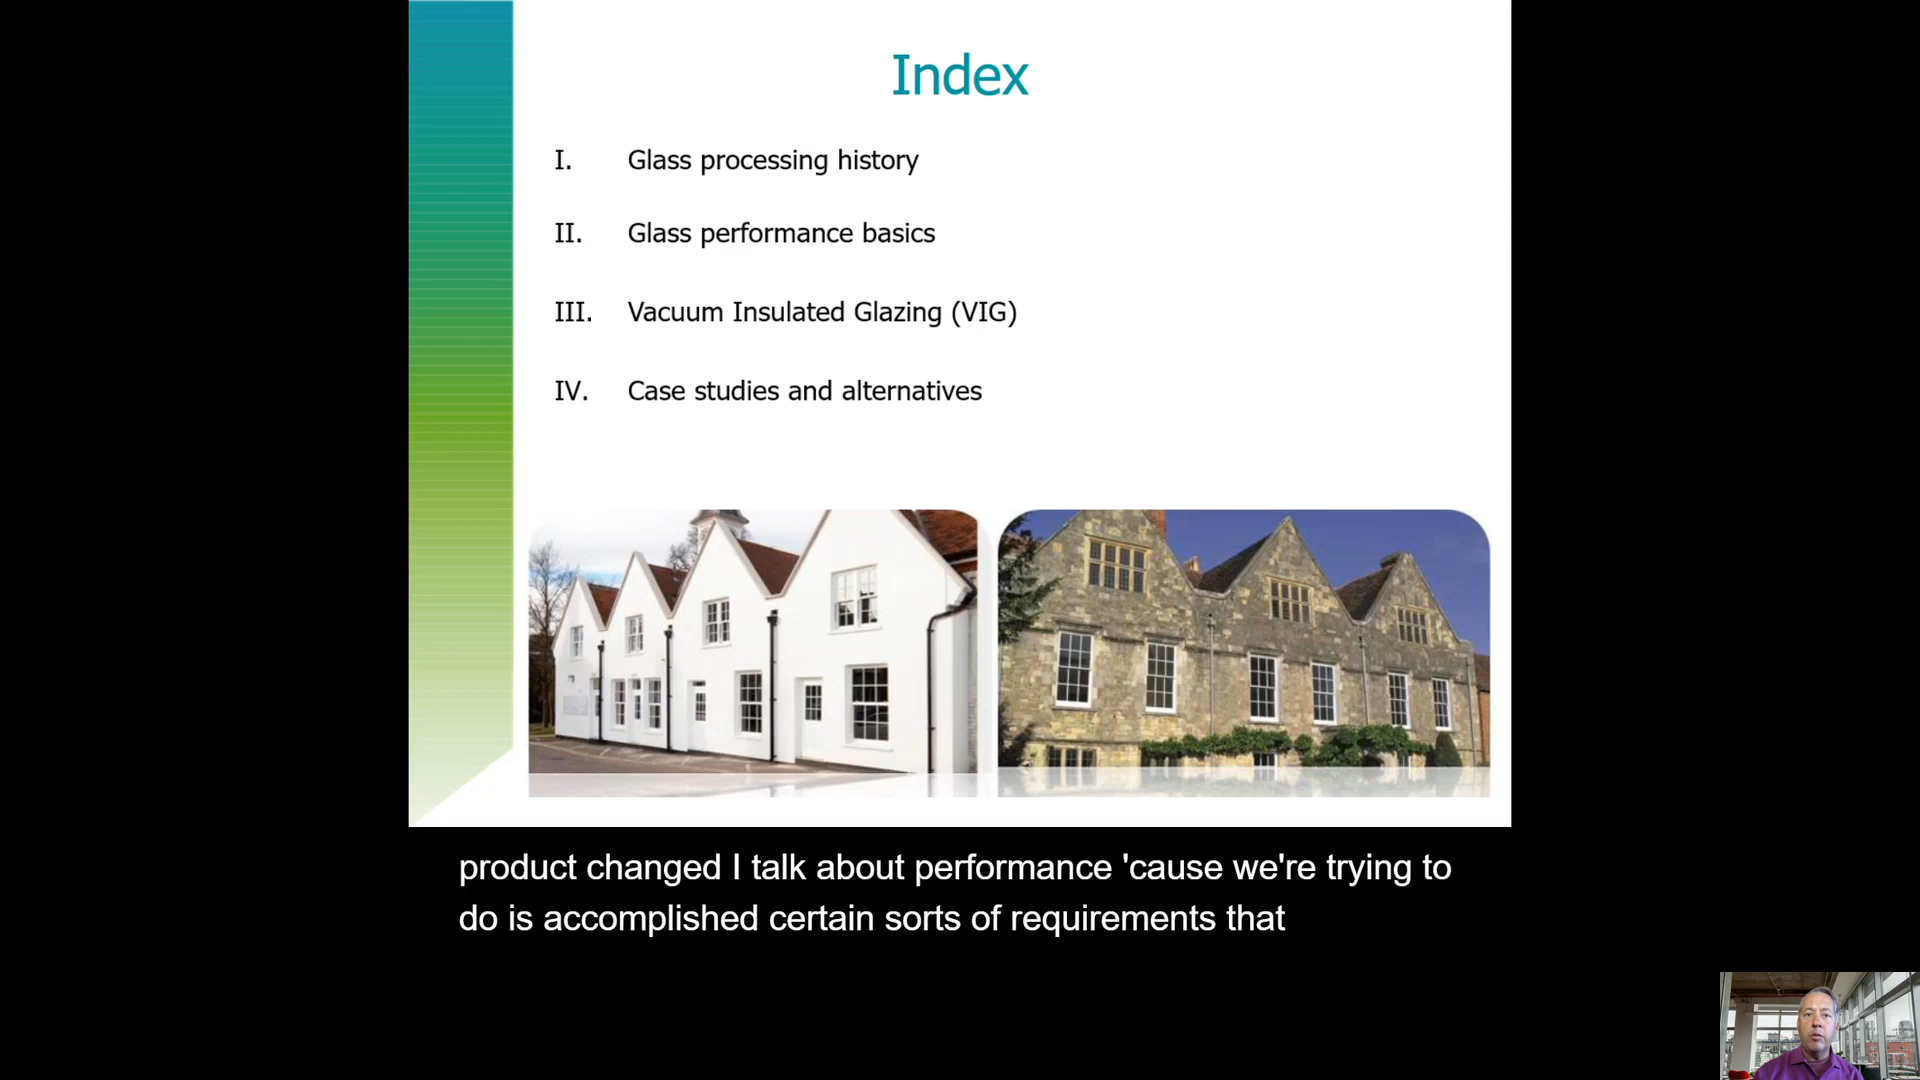 Index
I. Glass processing history
II. Glass performance basics
III. Vacuum Insulated Glazing (VIG)
IV. Case studies and alternatives
product changed I talk about performance 'cause we're trying to
do is accomplished certain sorts of requirements that